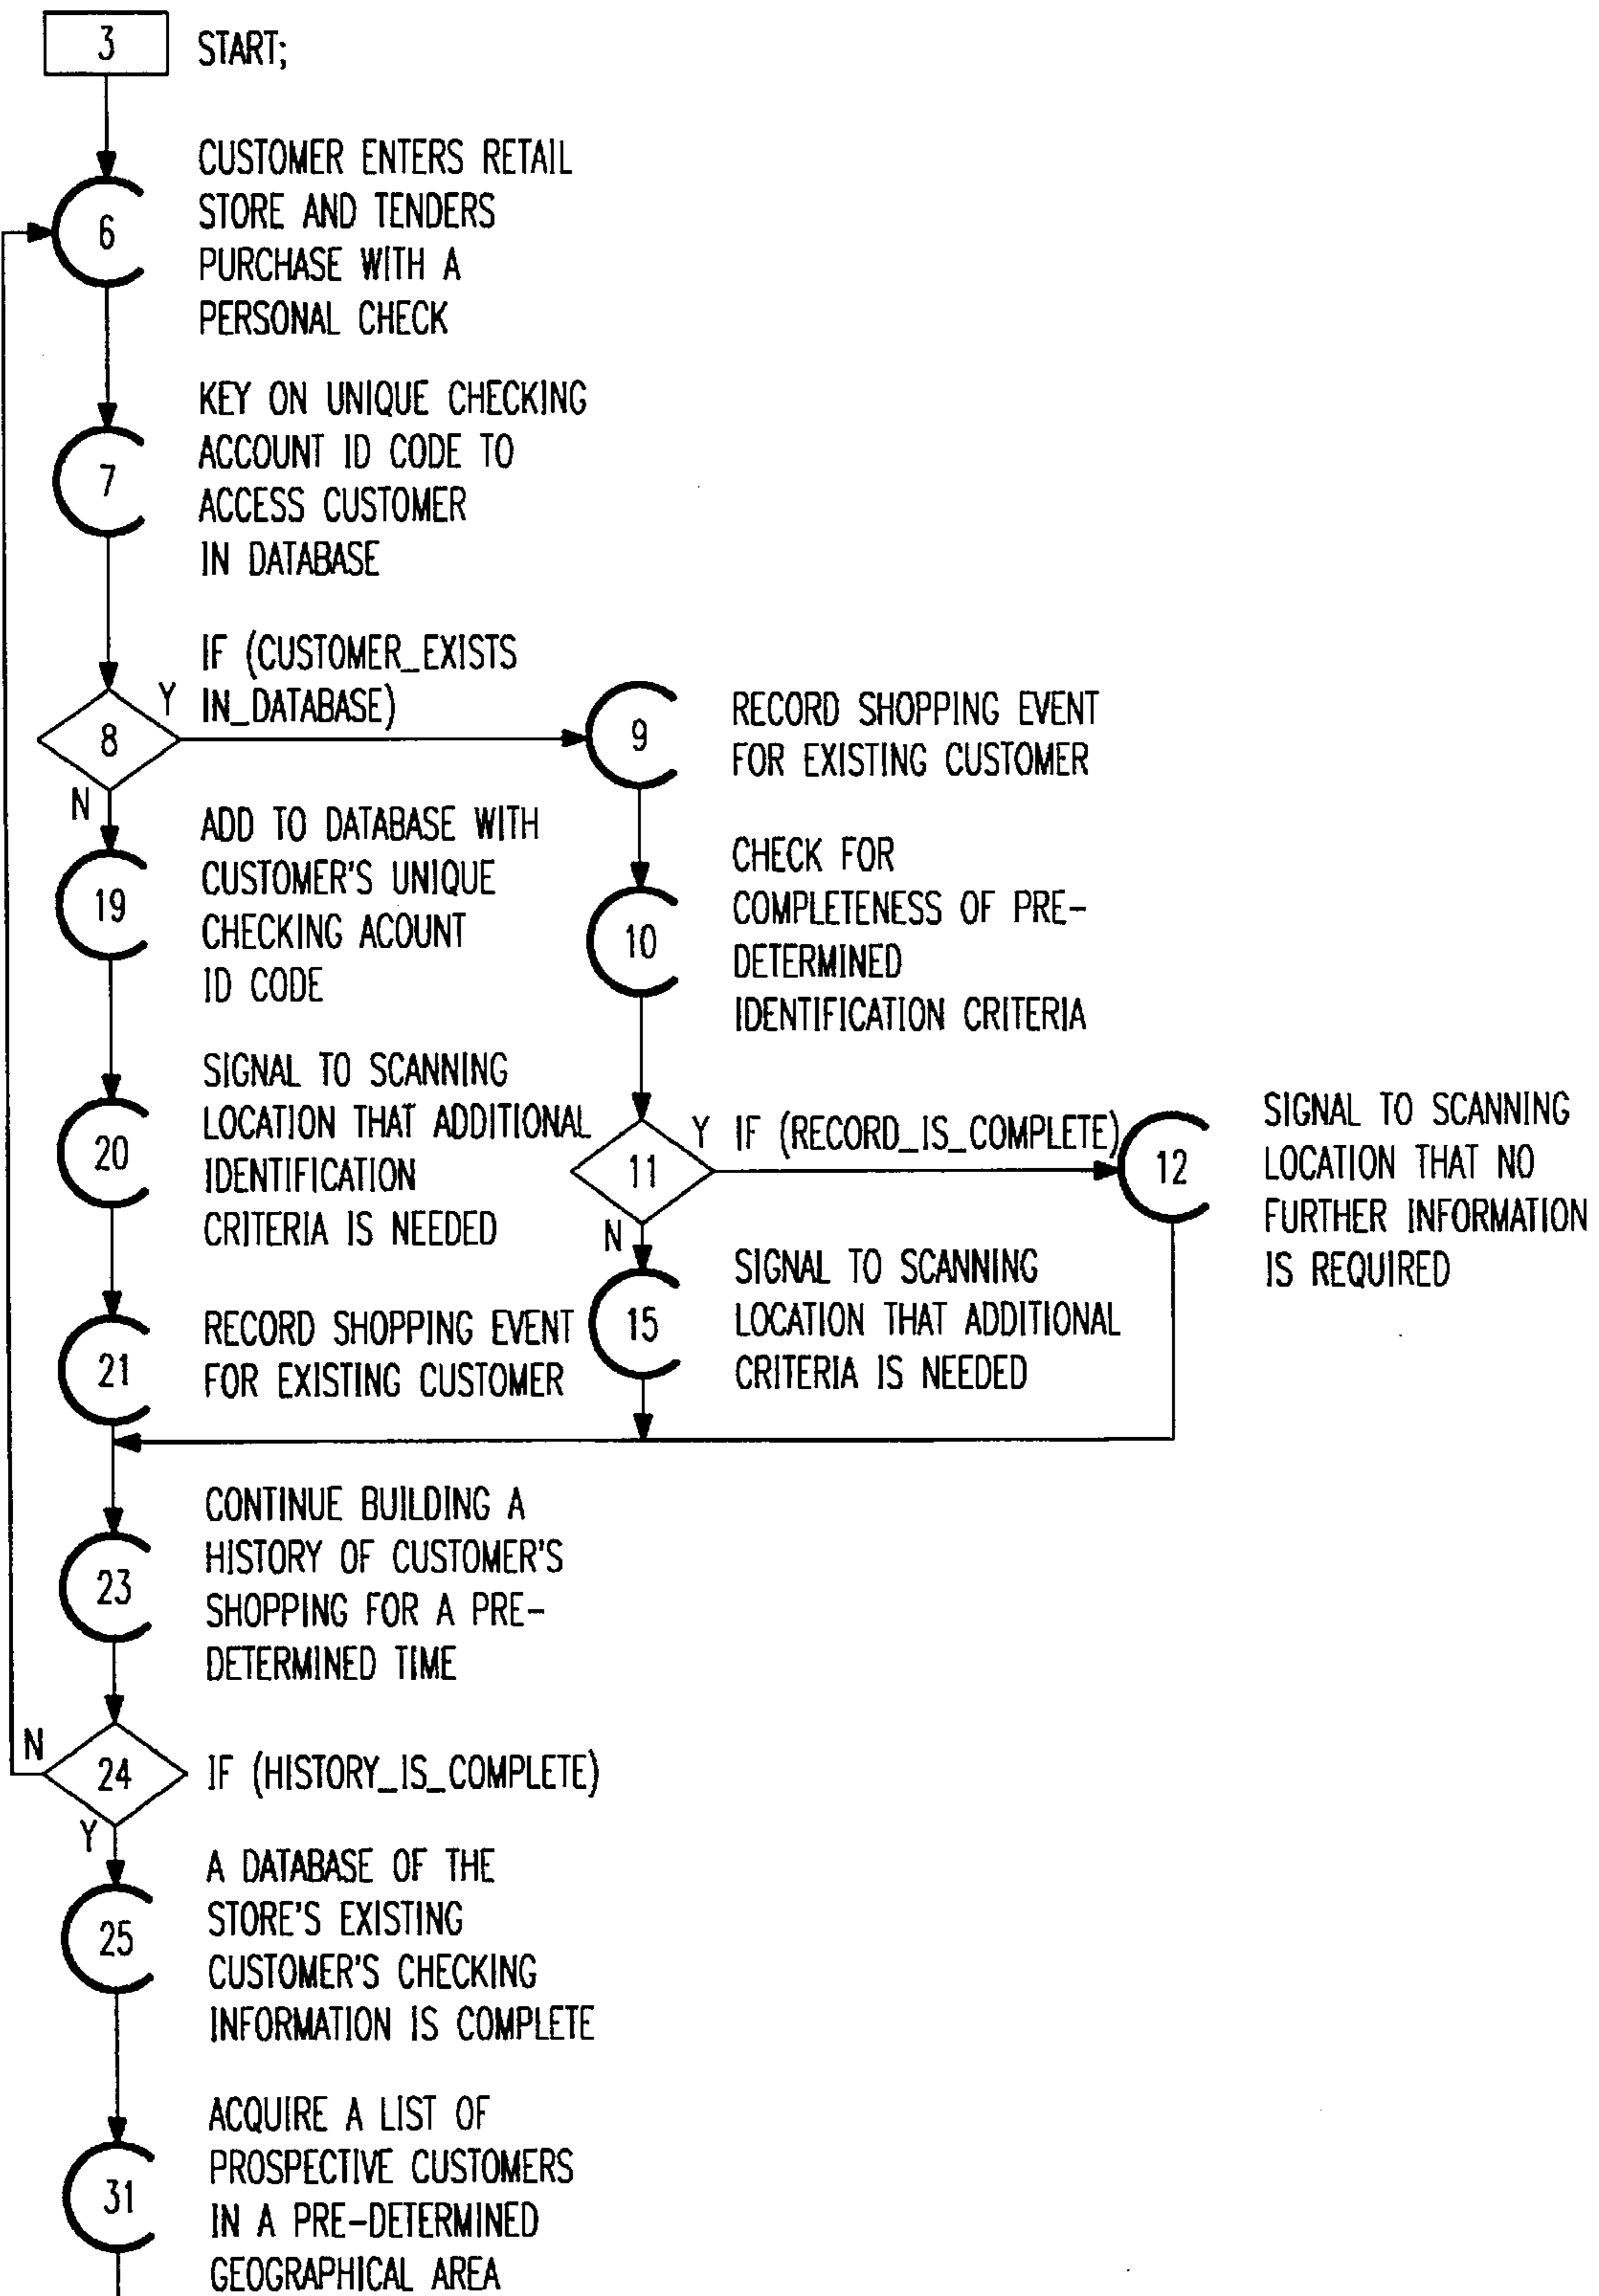 3 START;
CUSTOMER ENTERS RETAIL
STORE AND TENDERS
PURCHASE WITH A
PERSONAL CHECK
6
KEY ON UNIQUE CHECKING
ACCOUNT ID CODE TO
ACCESS CUSTOMER
IN DATABASE
7
IF (CUSTOMER_EXISTS
IN_DATABASE)
Y
8
N
RECORD SHOPPING EVENT
FOR EXISTING CUSTOMER
9
ADD TO DATABASE WITH
CUSTOMER'S UNIQUE
CHECKING ACOUNT
ID CODE
19
CHECK FOR
COMPLETENESS OF PRE-
DETERMINED
IDENTIFICATION CRITERIA
10
SIGNAL TO SCANNING
LOCATION THAT ADDITIONAL
IDENTIFICATION
CRITERIA IS NEEDED
20
Y IF (RECORD_IS_COMPLETE)
11
N
SIGNAL TO SCANNING
LOCATION THAT NO
FURTHER INFORMATION
IS REQUIRED
12
RECORD SHOPPING EVENT
FOR EXISTING CUSTOMER
21
SIGNAL TO SCANNING
LOCATION THAT ADDITIONAL
CRITERIA IS NEEDED
15
CONTINUE BUILDING A
HISTORY OF CUSTOMER'S
SHOPPING FOR A PRE-
DETERMINED TIME
23
N
24 IF (HISTORY_IS_COMPLETE)
Y
A DATABASE OF THE
STORE'S EXISTING
CUSTOMER'S CHECKING
INFORMATION IS COMPLETE
25
ACQUIRE A LIST OF
PROSPECTIVE CUSTOMERS
IN A PRE-DETERMINED
GEOGRAPHICAL AREA
31